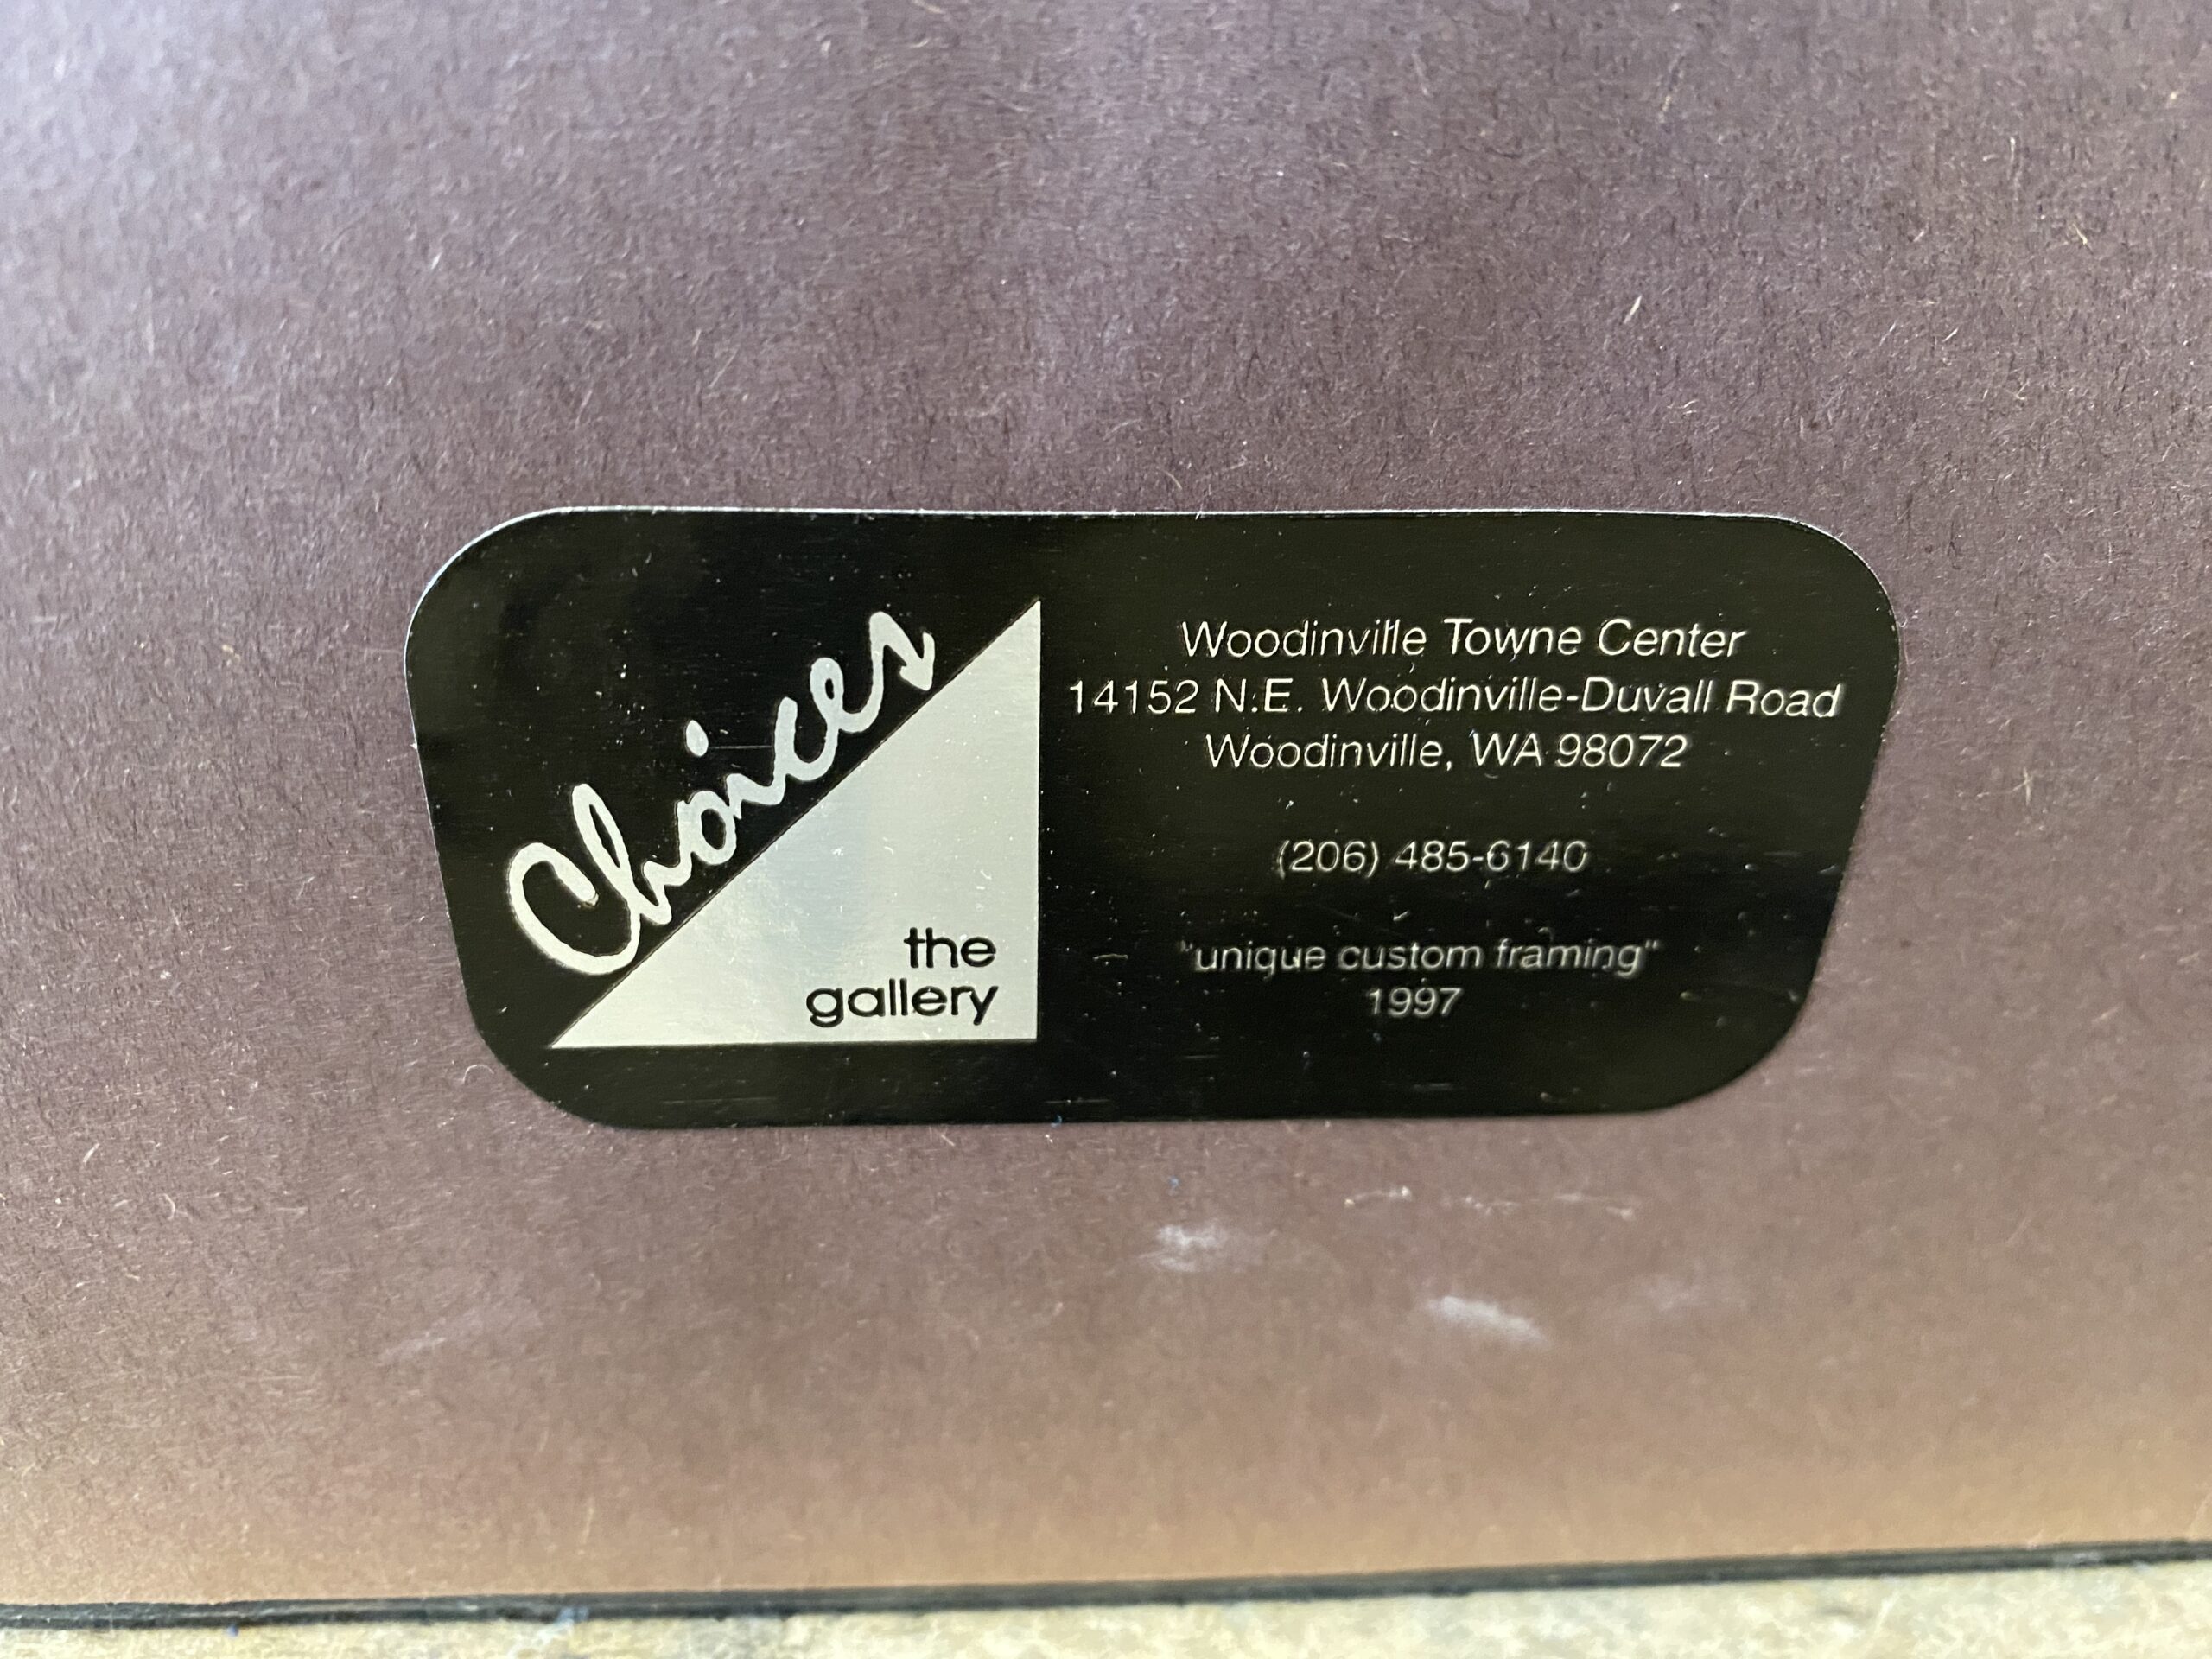 Choices
the
gallery
Woodinville Towne Center
14152 N.E. Woodinville-Duvall Road
Woodinville, WA 98072
(206) 485-6140
"unique custom framing"
1997